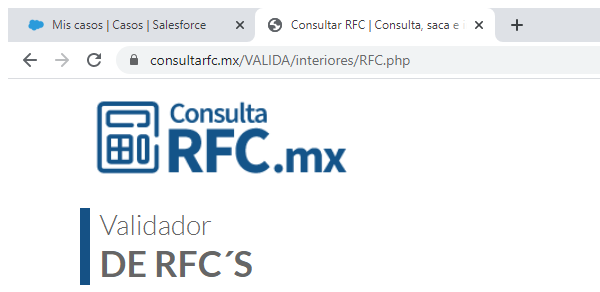 Mis casos | Casos | Salesforce
Consultar RFC | Consulta, saca e
consultarfc.mx/VALIDA/interiores/RFC.php
Consulta
RFC.mx
Validador
DE RFC´S